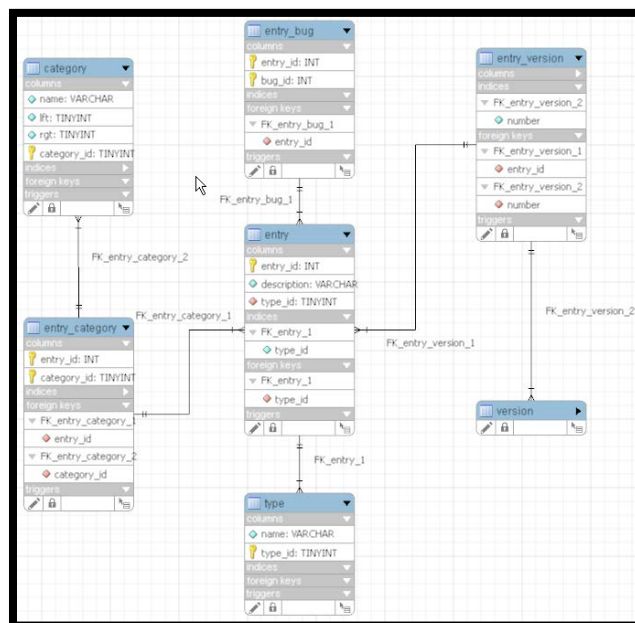 category
columns
name: VARCHAR
lft: TINYINT
rgt: TINYINT
category_id: TINYINT
indices
foreign keys
triggers
entry_bug
columns
entry_id: INT
bug_id: INT
indices
foreign keys
FK_entry_bug_1
entry_id
triggers
FK_entry_bug_1
entry_version
columns
indices
FK_entry_version_2
number
foreign keys
FK_entry_version_1
entry_id
FK_entry_version_2
number
triggers
FK_entry_category_2
entry
columns
entry_id: INT
description: VARCHAR
type_id: TINYINT
indices
FK_entry_1
type_id
foreign keys
FK_entry_1
type_id
triggers
FK_entry_category_1
FK_entry_version_1
FK_entry_version_2
entry_category
columns
entry_id: INT
category_id: TINYINT
indices
foreign keys
FK_entry_category_1
entry_id
FK_entry_category_2
category_id
triggers
version
FK_entry_1
type
columns
name: VARCHAR
type_id: TINYINT
indices
foreign keys
triggers